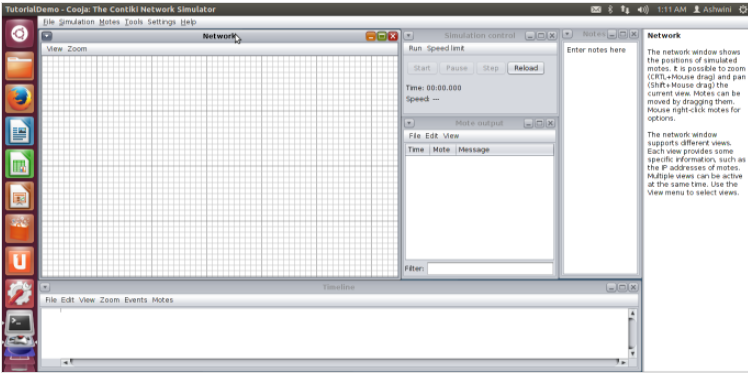 TutorialDemo - Cooja: The Contiki Network Simulator
1:11 AM Ashwini
File Simulation Motes Tools Settings Help
Network
View Zoom
Simulation control
Run Speed limit
Start Pause Step Reload
Time: 00:00.000
Speed: ---
Mote output
File Edit View
Time Mote Message
Filter:
Notes
Enter notes here
Network
The network window shows
the positions of simulated
motes. It is possible to zoom
(CRTL+Mouse drag) and pan
(Shift+Mouse drag) the
current view. Motes can be
moved by dragging them.
Mouse right-click motes for
options.
The network window
supports different views.
Each view provides some
specific information, such as
the IP addresses of motes.
Multiple views can be active
at the same time. Use the
View menu to select views.
Timeline
File Edit View Zoom Events Motes